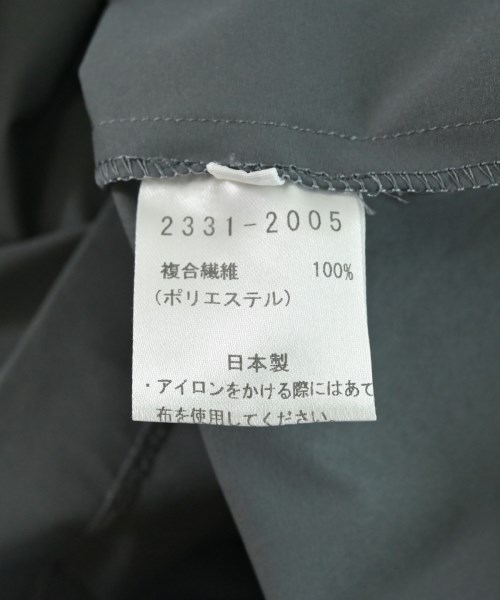 2331-2005
複合繊維 100%
(ポリエステル)
日本製
・アイロンをかける際にはあて
布を使用してください。